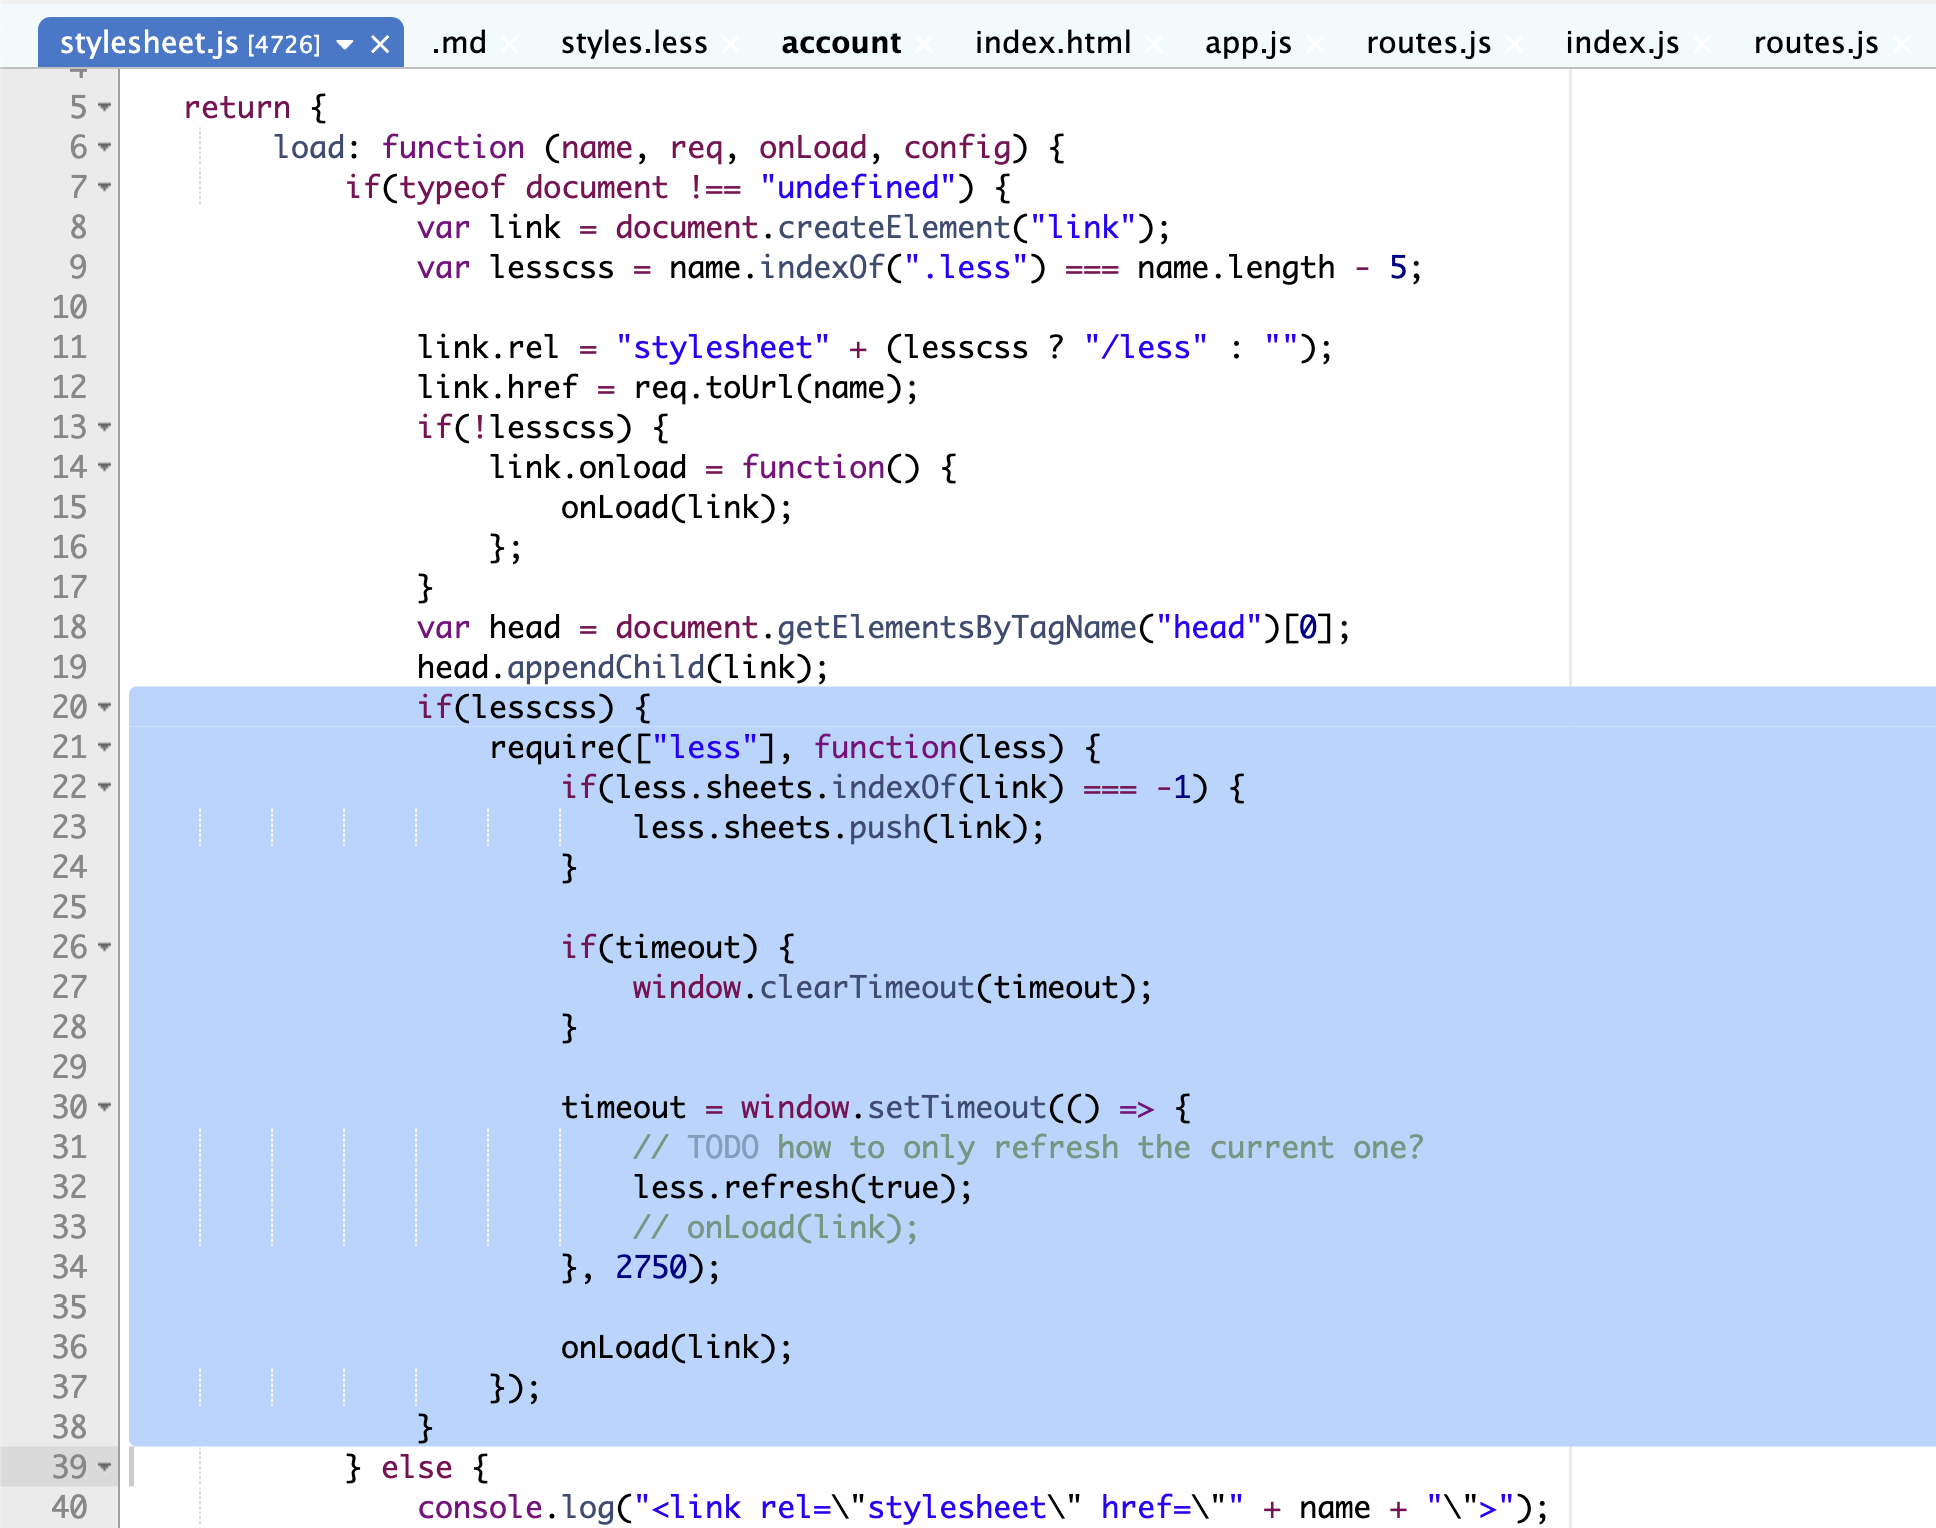 stylesheet.js [4726] .md styles.less account index.html app.js routes.js index.js routes.js
5 return {
6 load: function (name, req, onLoad, config) {
7 if(typeof document !== "undefined") {
8 var link = document.createElement("link");
9 var lesscss = name.indexOf(".less") === name.length - 5;
10
11 link.rel = "stylesheet" + (lesscss ? "/less" : "");
12 link.href = req.toUrl(name);
13 if(!lesscss) {
14 link.onload = function() {
15 onLoad(link);
16 };
17 }
18 var head = document.getElementsByTagName("head")[0];
19 head.appendChild(link);
20 if(lesscss) {
21 require(["less"], function(less) {
22 if(less.sheets.indexOf(link) === -1) {
23 less.sheets.push(link);
24 }
25
26 if(timeout) {
27 window.clearTimeout(timeout);
28 }
29
30 timeout = window.setTimeout(() => {
31 // TODO how to only refresh the current one?
32 less.refresh(true);
33 // onLoad(link);
34 }, 2750);
35
36 onLoad(link);
37 });
38 }
39 } else {
40 console.log("<link rel=\"stylesheet\" href=\"" + name + "\">");